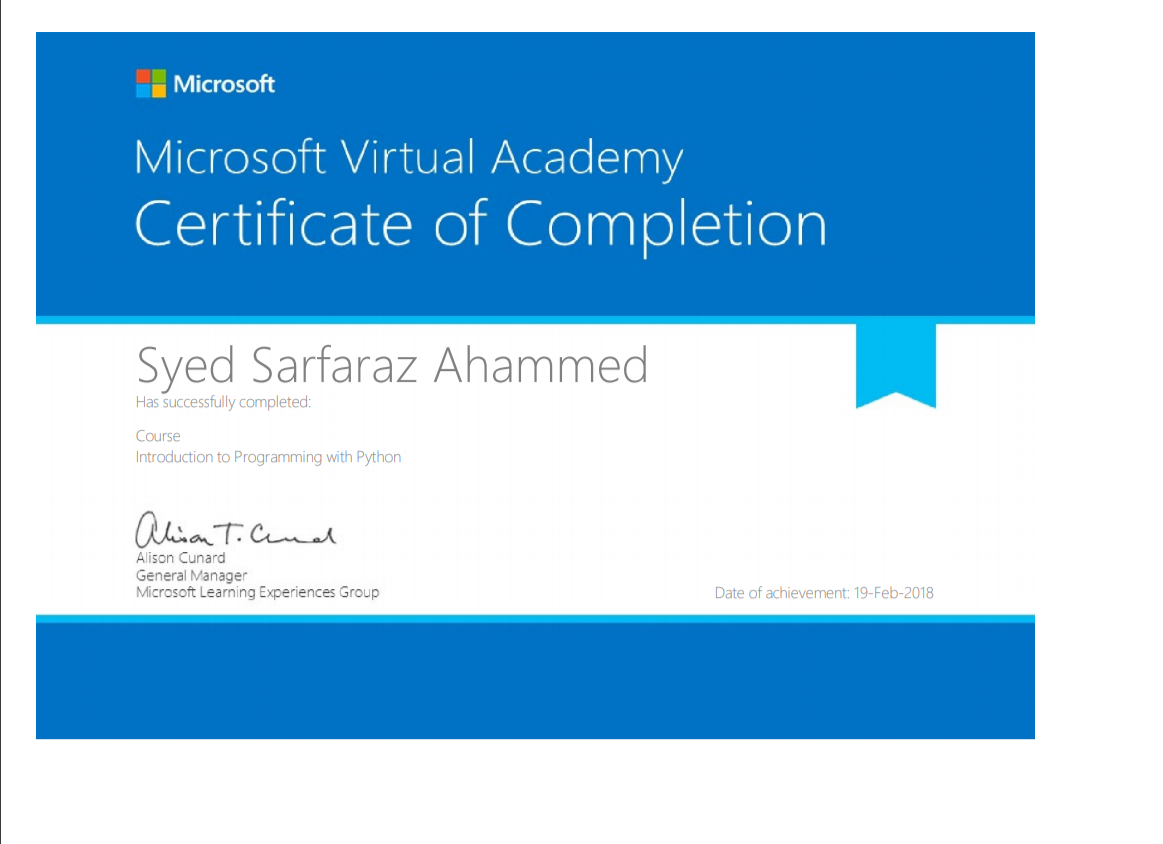 Microsoft
Microsoft Virtual Academy
Certificate of Completion
Syed Sarfaraz Ahammed
Has successfully completed:
Course
Introduction to Programming with Python
Alison T. Cunard
Alison Cunard
General Manager
Microsoft Learning Experiences Group
Date of achievement: 19-Feb-2018